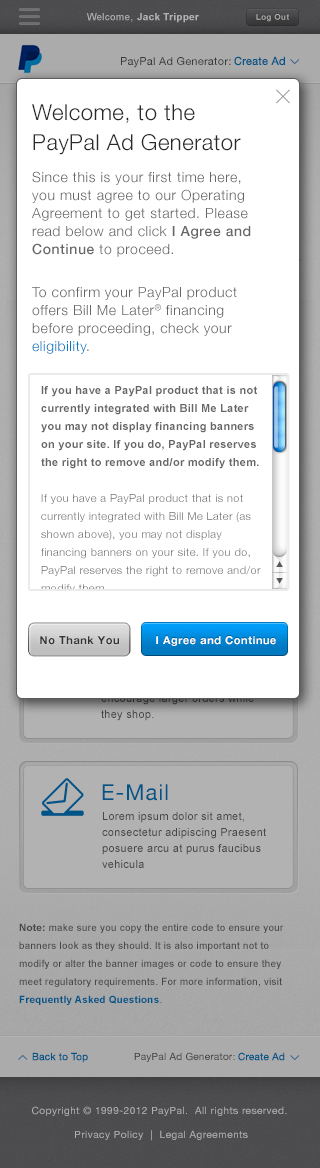 Welcome, Jack Tripper
Log Out
PayPal Ad Generator: Create Ad
Welcome, to the
PayPal Ad Generator
Since this is your first time here,
you must agree to our Operating
Agreement to get started. Please
read below and click I Agree and
Continue to proceed.
To confirm your PayPal product
offers Bill Me Later® financing
before proceeding, check your
eligibility.
If you have a PayPal product that is not
currently integrated with Bill Me Later
you may not display financing banners
on your site. If you do, PayPal reserves
the right to remove and/or modify them.
If you have a PayPal product that is not
currently integrated with Bill Me Later (as
shown above), you may not display
financing banners on your site. If you do,
PayPal reserves the right to remove and/or
modify them
No Thank You
I Agree and Continue
encourage larger orders while
they shop.
E-Mail
Lorem ipsum dolor sit amet,
consectetur adipiscing Praesent
posuere arcu at purus faucibus
vehicula
Note: make sure you copy the entire code to ensure your
banners look as they should. It is also important not to
modify or alter the banner images or code to ensure they
meet regulatory requirements. For more information, visit
Frequently Asked Questions.
Back to Top
PayPal Ad Generator: Create Ad
Copyright © 1999-2012 PayPal. All rights reserved.
Privacy Policy | Legal Agreements